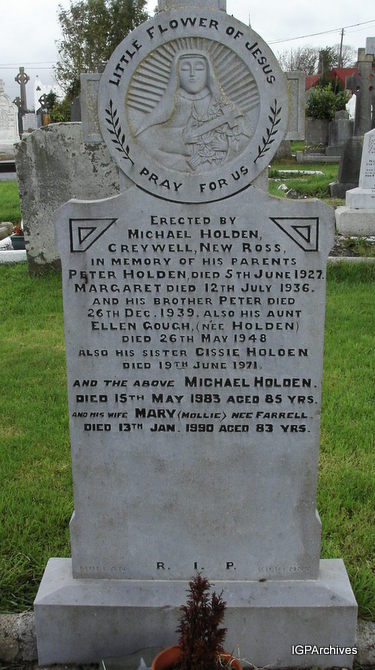 LITTLE FLOWER OF JESUS
PRAY FOR US
ERECTED BY
MICHAEL HOLDEN,
CREYWELL, NEW ROSS,
IN MEMORY OF HIS PARENTS
PETER HOLDEN, DIED 5TH JUNE 1927.
MARGARET DIED 12TH JULY 1936.
AND HIS BROTHER PETER DIED
26TH DEC. 1939. ALSO HIS AUNT
ELLEN GOUGH, (NÉE HOLDEN)
DIED 26TH MAY 1948
ALSO HIS SISTER CISSIE HOLDEN
DIED 19TH JUNE 1971.
AND THE ABOVE MICHAEL HOLDEN.
DIED 15TH MAY 1983 AGED 85 YRS.
AND HIS WIFE MARY (MOLLIE) NEE FARRELL.
DIED 13TH JAN. 1990 AGED 83 YRS.
R. I. P.
IGPArchives